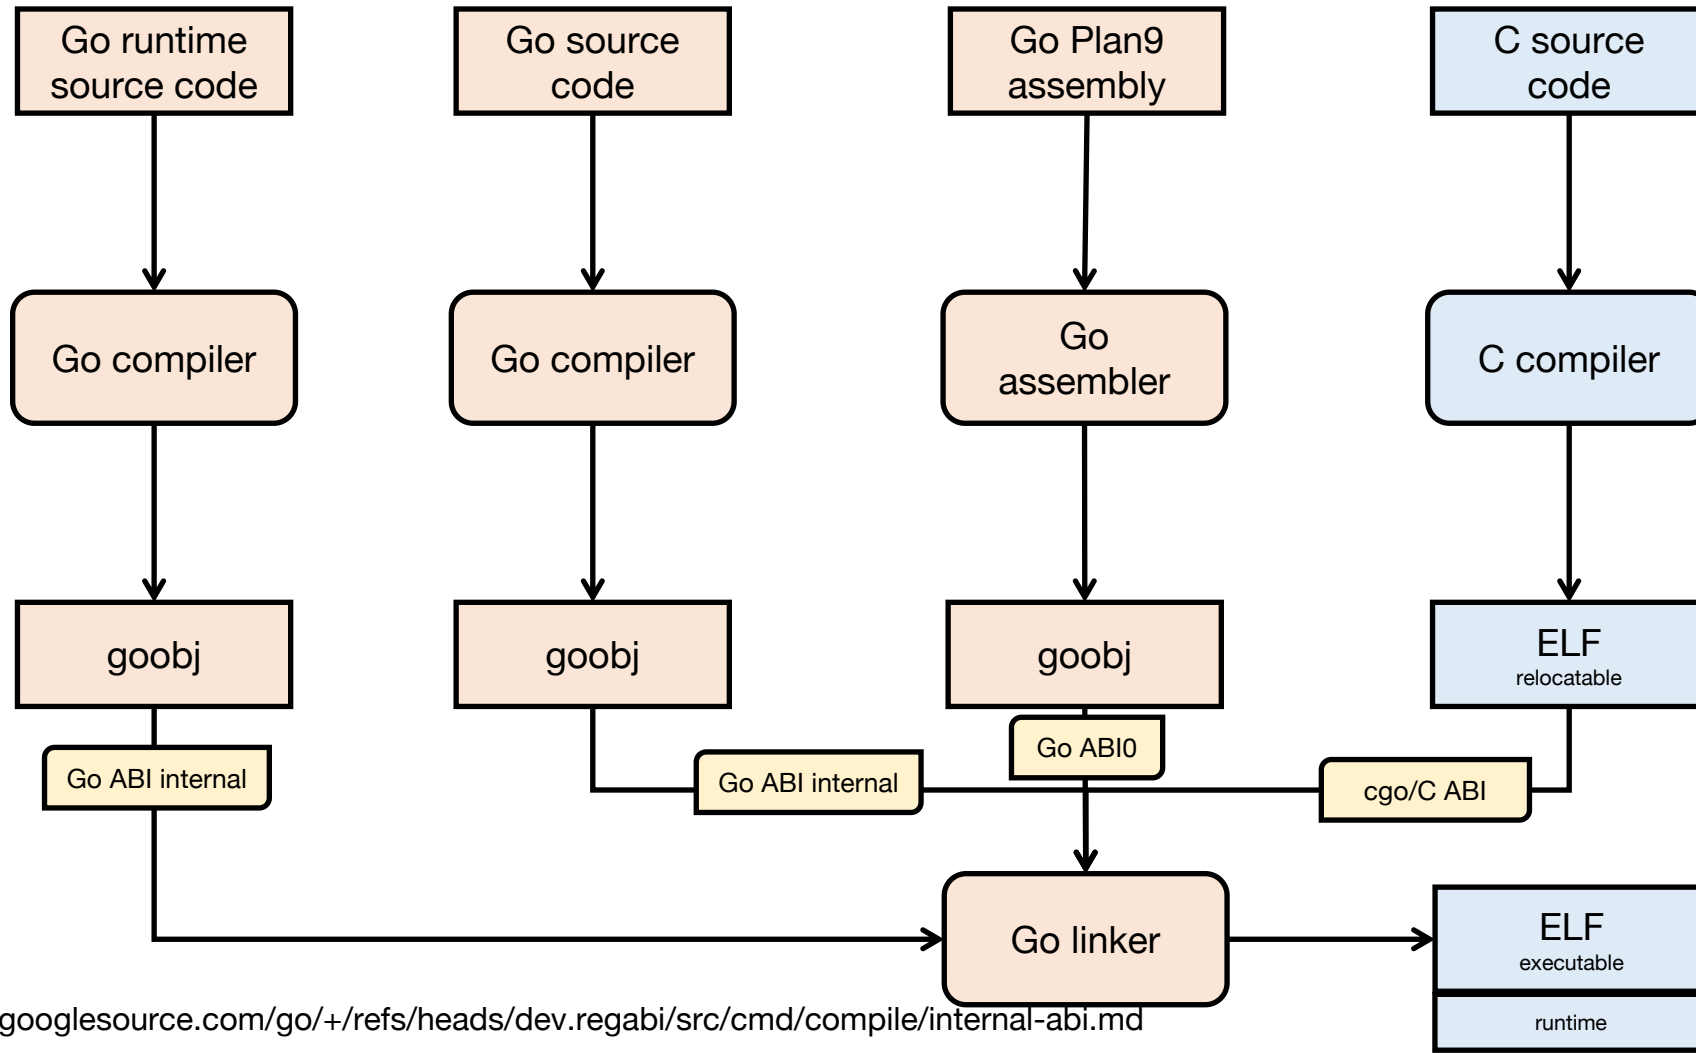 Go runtime
source code
Go source
code
Go Plan9
assembly
C source
code
Go compiler
Go compiler
Go
assembler
C compiler
goobj
goobj
goobj
ELF
relocatable
Go ABI internal
Go ABI internal
Go ABI0
cgo/C ABI
Go linker
ELF
executable
runtime
googlesource.com/go/+/refs/heads/dev.regabi/src/cmd/compile/internal-abi.md